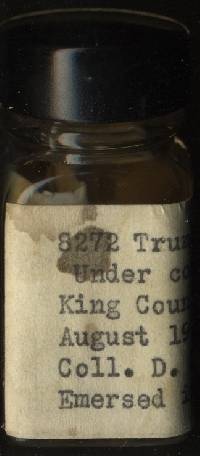 8272 Tru
Under co
King Coun
August 19
Coll. D.
Emersed